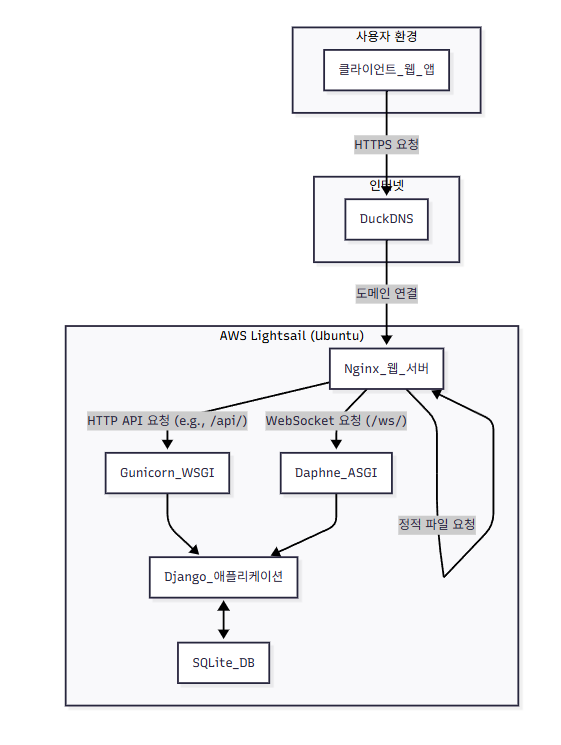 사용자 환경
클라이언트_웹_앱
HTTPS 요청
인터넷
DuckDNS
도메인 연결
AWS Lightsail (Ubuntu)
Nginx_웹_서버
HTTP API 요청 (e.g., /api/)
WebSocket 요청 (/ws/)
Gunicorn_WSGI
Daphne_ASGI
정적 파일 요청
Django_애플리케이션
SQLite_DB